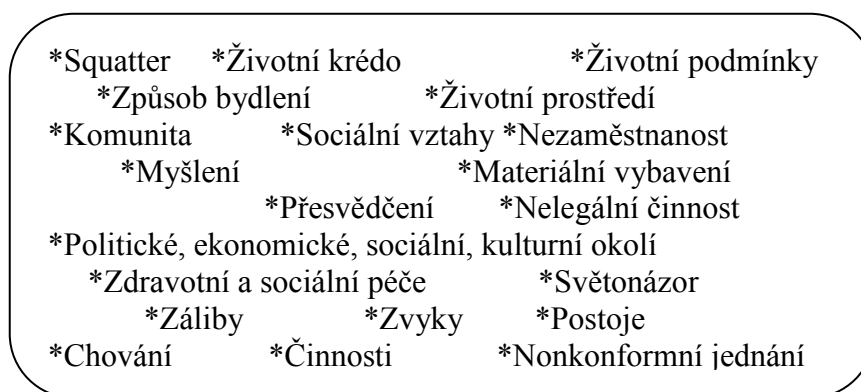 *Squatter *Životní krédo *Životní podmínky
*Způsob bydlení *Životní prostředí
*Komunita *Sociální vztahy *Nezaměstnanost
*Myšlení *Materiální vybavení
*Přesvědčení *Nelegální činnost
*Politické, ekonomické, sociální, kulturní okolí
*Zdravotní a sociální péče *Světonázor
*Záliby *Zvyky *Postoje
*Chování *Činnosti *Nonkonformní jednání